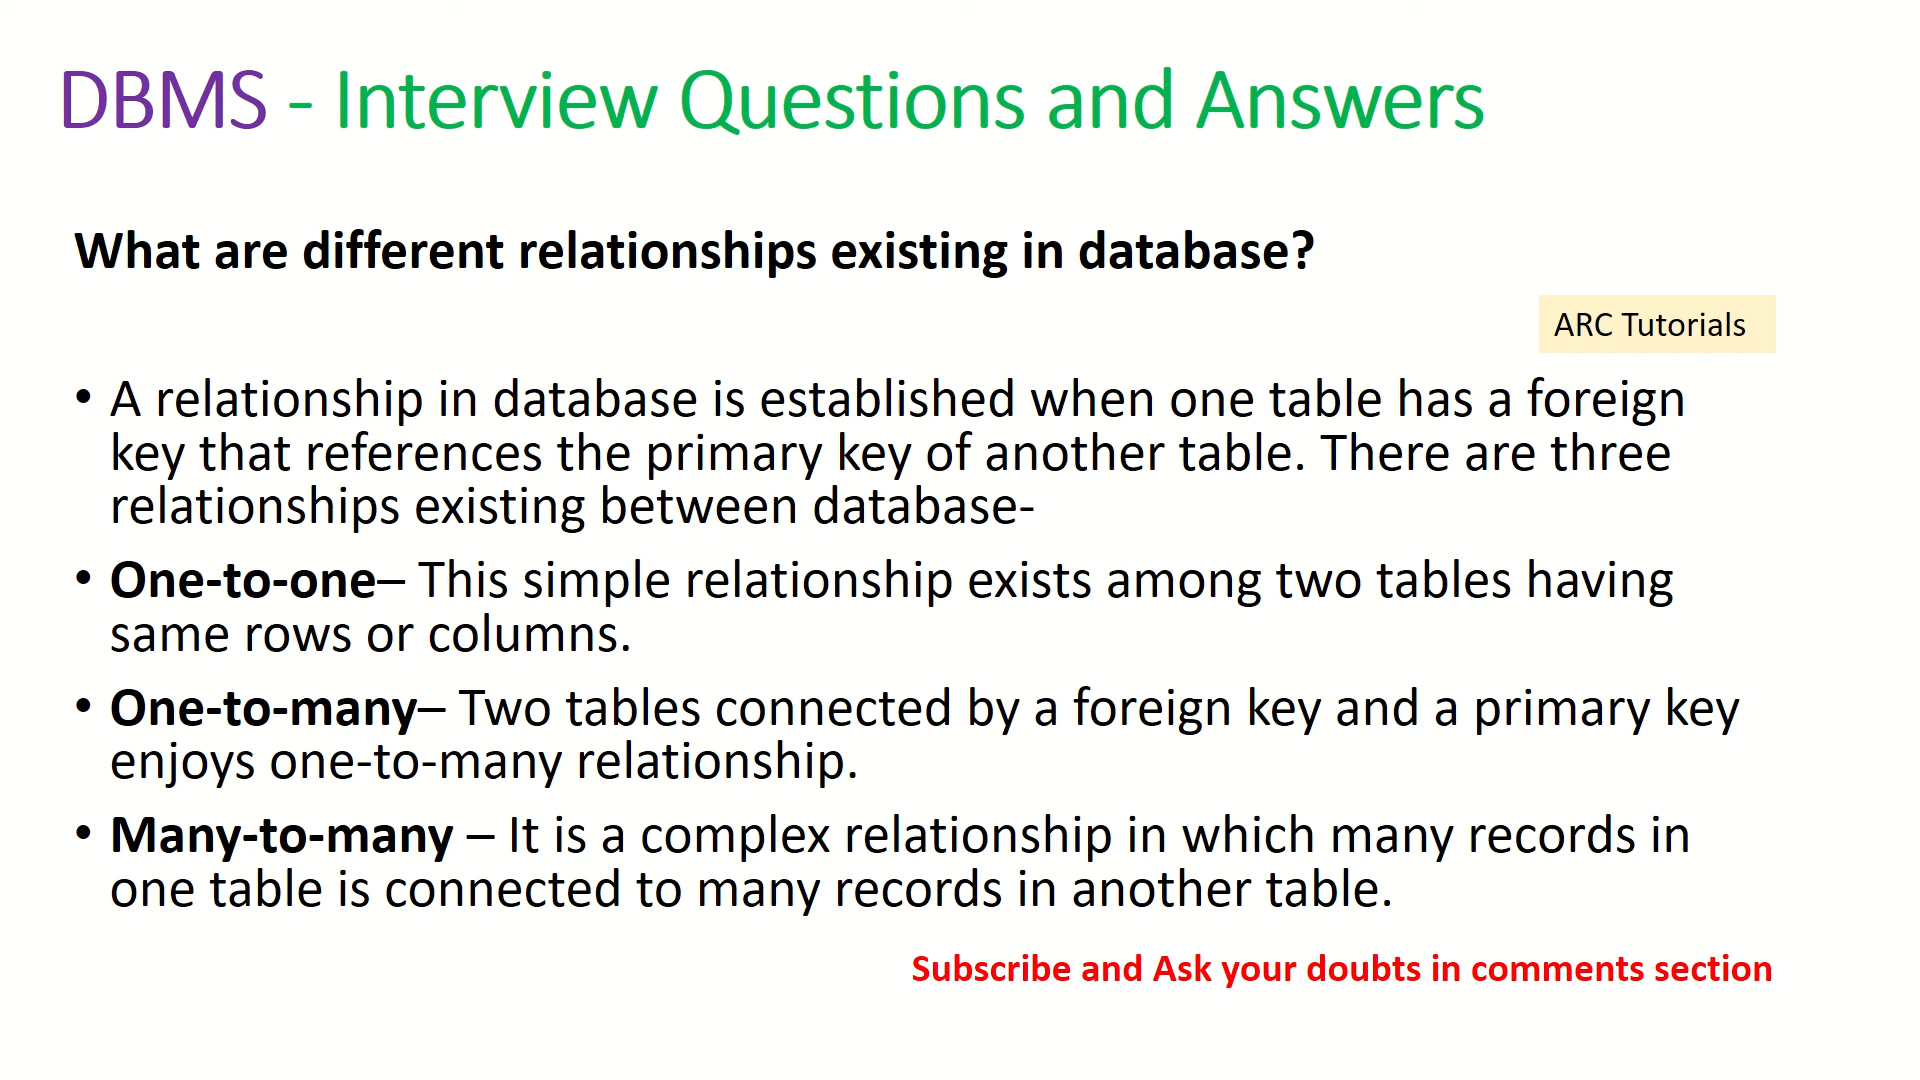 DBMS - Interview Questions and Answers
What are different relationships existing in database?
ARC Tutorials
• A relationship in database is established when one table has a foreign
key that references the primary key of another table. There are three
relationships existing between database-
• One-to-one– This simple relationship exists among two tables having
same rows or columns.
• One-to-many– Two tables connected by a foreign key and a primary key
enjoys one-to-many relationship.
• Many-to-many – It is a complex relationship in which many records in
one table is connected to many records in another table.
Subscribe and Ask your doubts in comments section